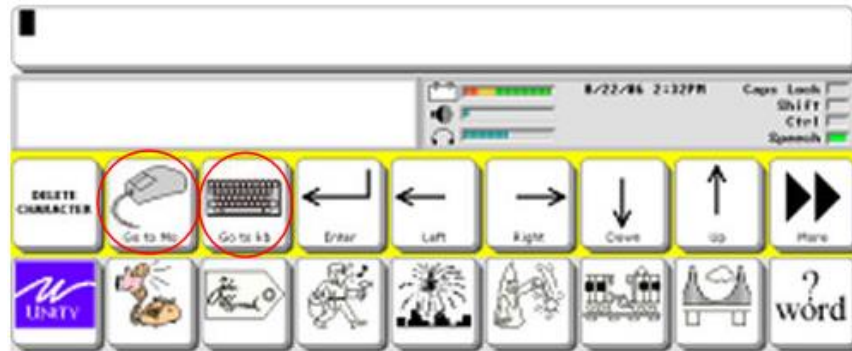 8/22/06 2:32PM
Caps Lock
Shift
Ctrl
Speech
DELETE
CHARACTER
Go to Mo
Go to kb
Enter
Left
Right
Down
Up
More
UNITY
?
word